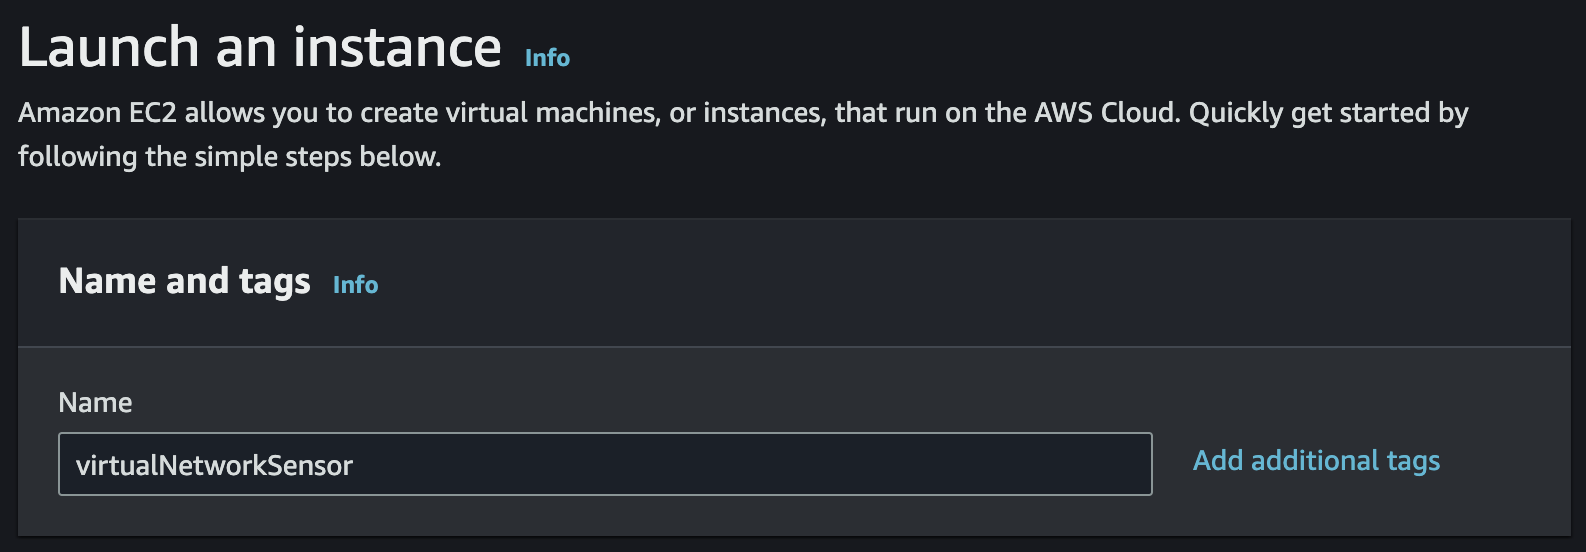 Launch an instance Info
Amazon EC2 allows you to create virtual machines, or instances, that run on the AWS Cloud. Quickly get started by
following the simple steps below.
Name and tags Info
Name
virtualNetworkSensor
Add additional tags